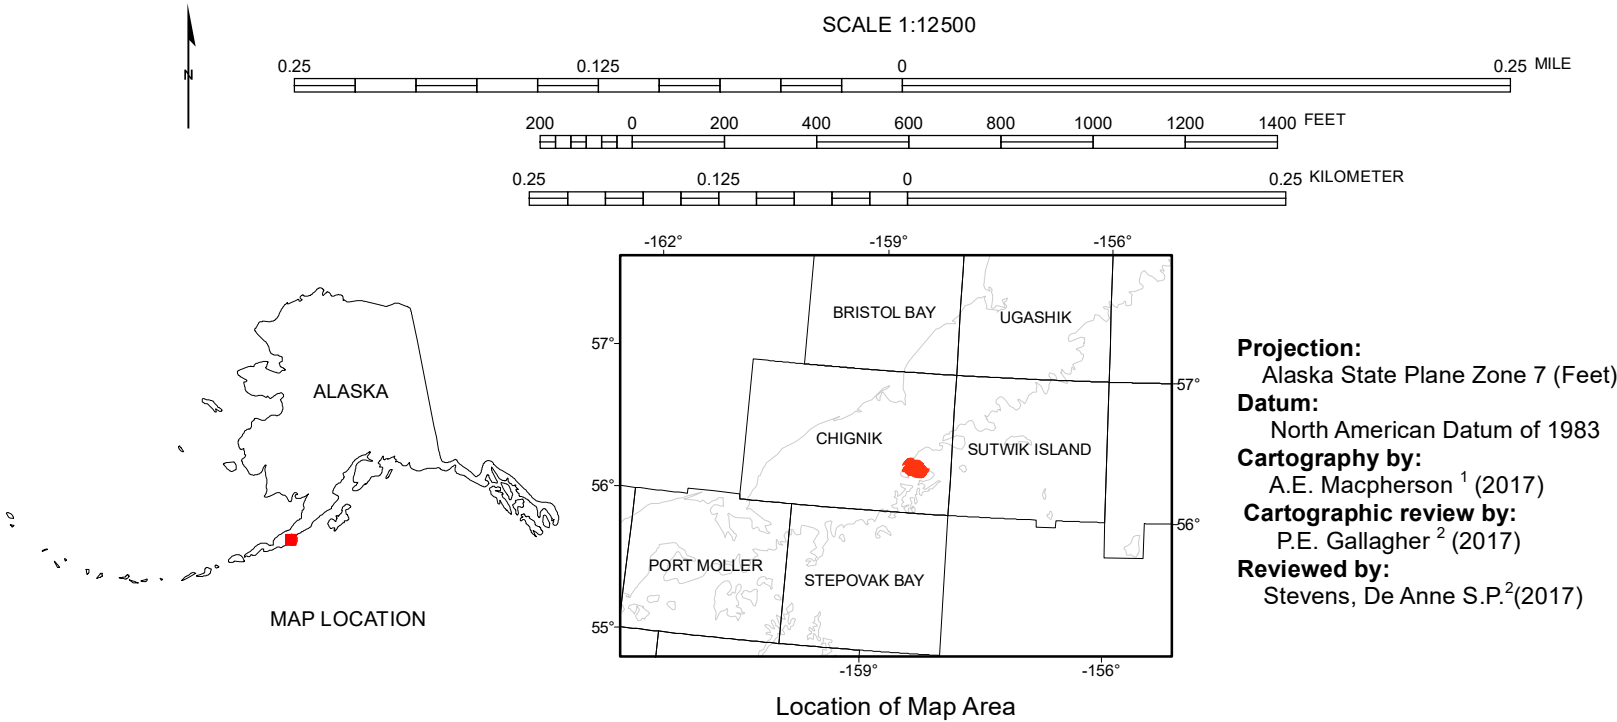 SCALE 1:12500
N
0.25 0.125 0 0.25 MILE
200 0 200 400 600 800 1000 1200 1400 FEET
0.25 0.125 0 0.25 KILOMETER
-162° -159° -156°
BRISTOL BAY
UGASHIK
57°
57°
CHIGNIK
SUTWIK ISLAND
56°
56°
PORT MOLLER
STEPOVAK BAY
55°
-159° -156°
Location of Map Area
ALASKA
MAP LOCATION
Projection:
Alaska State Plane Zone 7 (Feet)
Datum:
North American Datum of 1983
Cartography by:
A.E. Macpherson ¹ (2017)
Cartographic review by:
P.E. Gallagher ² (2017)
Reviewed by:
Stevens, De Anne S.P.²(2017)